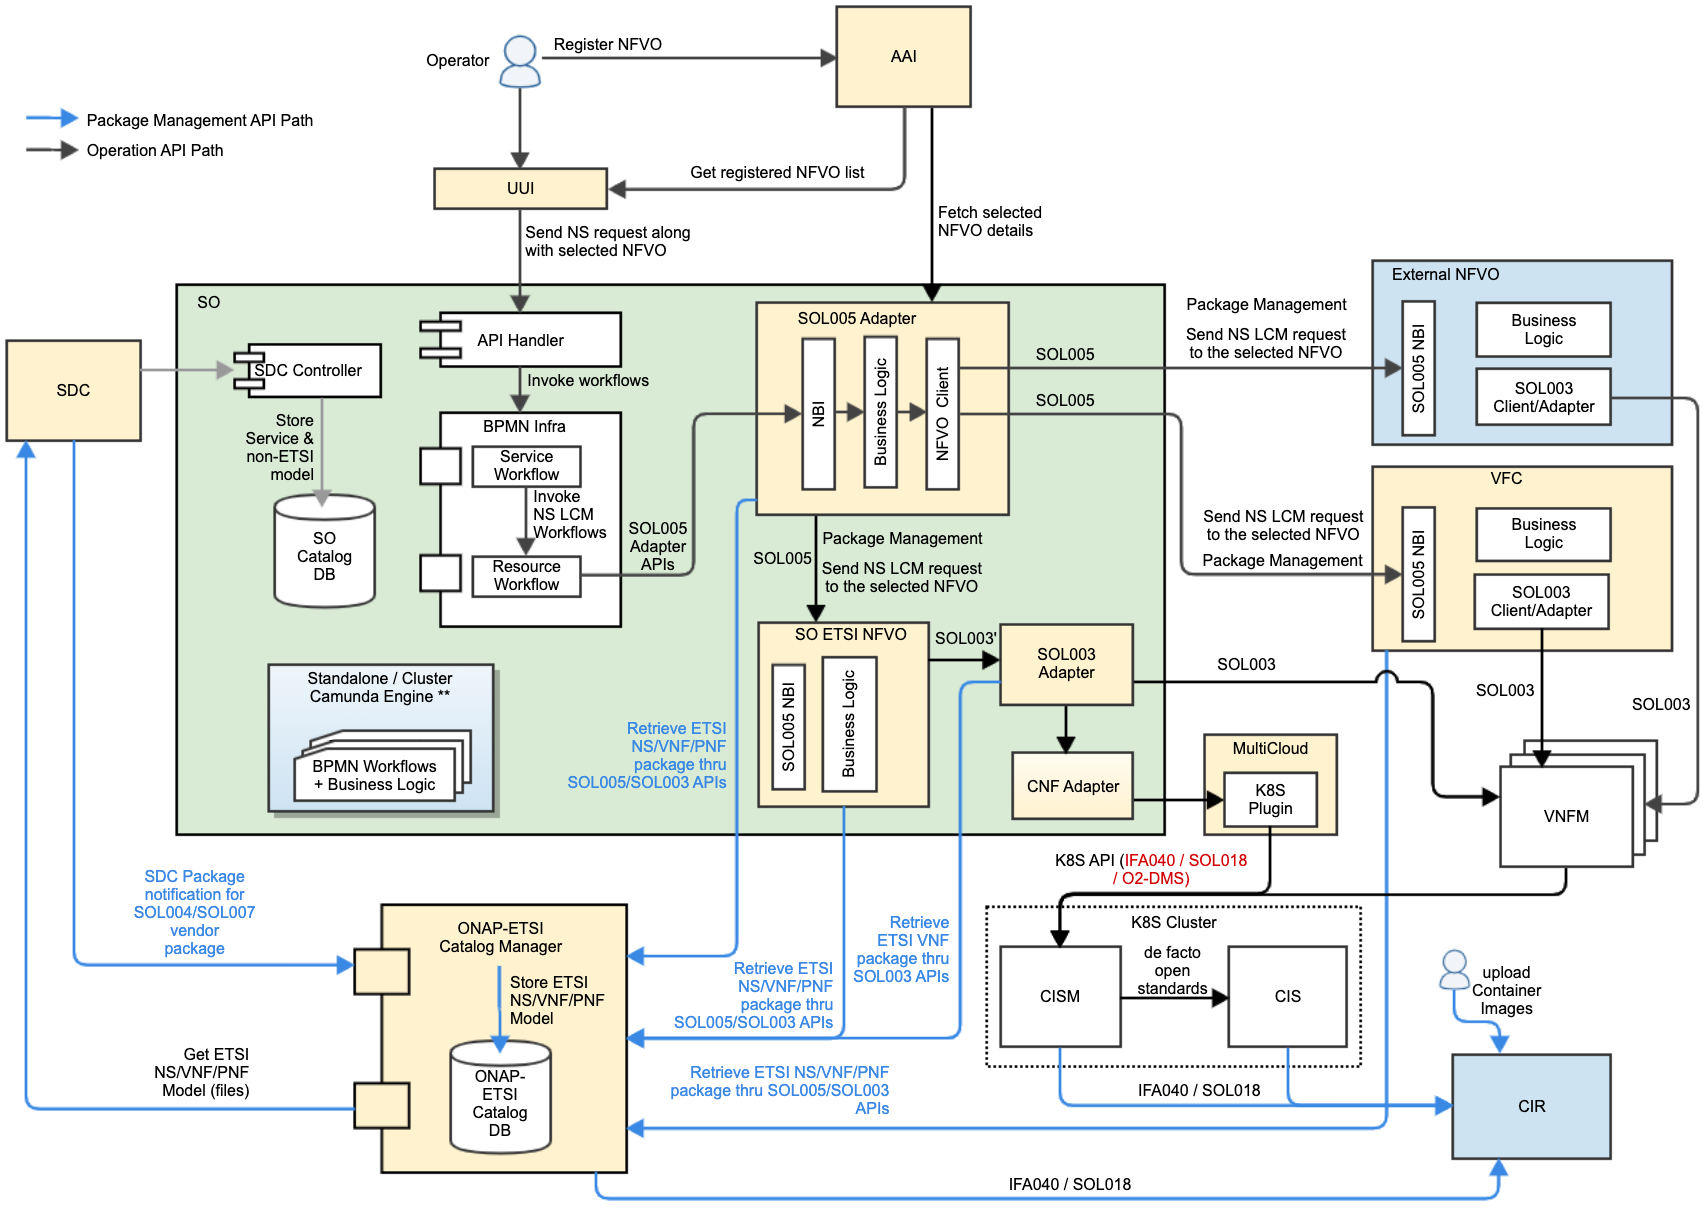 AAI
Register NFVO
Operator
Package Management API Path
Operation API Path
Get registered NFVO list
UUI
Fetch selected
NFVO details
Send NS request along
with selected NFVO
SO
API Handler
Invoke workflows
SDC
SDC Controller
Store
Service &
non-ETSI
model
SO
Catalog
DB
BPMN Infra
Service
Workflow
Invoke
NS LCM
Workflows
Resource
Workflow
SOL005
Adapter
APIs
SOL005 Adapter
NBI
Business Logic
NFVO Client
SOL005
SOL005
Package Management
Send NS LCM request
to the selected NFVO
External NFVO
SOL005 NBI
Business
Logic
SOL003
Client/Adapter
VFC
SOL005 NBI
Business
Logic
SOL003
Client/Adapter
Send NS LCM request
to the selected NFVO
Package Management
SOL005
Package Management
Send NS LCM request
to the selected NFVO
SO ETSI NFVO
SOL005 NBI
Business Logic
SOL003'
SOL003
Adapter
SOL003
SOL003
SOL003
CNF Adapter
MultiCloud
K8S
Plugin
VNFM
Standalone / Cluster
Camunda Engine **
BPMN Workflows
+ Business Logic
Retrieve ETSI
NS/VNF/PNF
package thru
SOL005/SOL003 APIs
K8S API (IFA040 / SOL018
/ O2-DMS)
SDC Package
notification for
SOL004/SOL007
vendor
package
ONAP-ETSI
Catalog Manager
Store ETSI
NS/VNF/PNF
Model
ONAP-
ETSI
Catalog
DB
Get ETSI
NS/VNF/PNF
Model (files)
Retrieve ETSI
NS/VNF/PNF
package thru
SOL005/SOL003 APIs
Retrieve
ETSI VNF
package thru
SOL003 APIs
Retrieve ETSI NS/VNF/PNF
package thru SOL005/SOL003
APIs
K8S Cluster
CISM
de facto
open
standards
CIS
upload
Container
Images
IFA040 / SOL018
CIR
IFA040 / SOL018